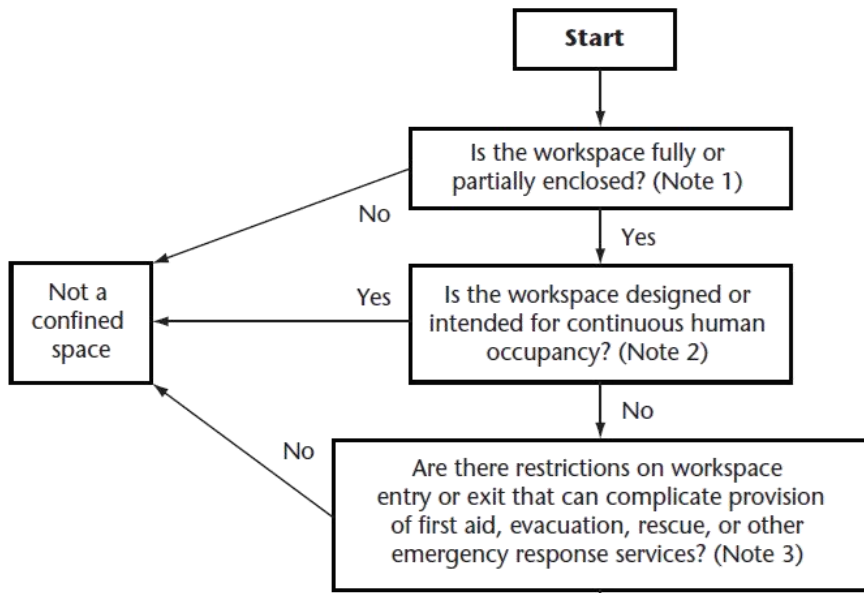 Start
Is the workspace fully or
partially enclosed? (Note 1)
No
Yes
Not a
confined
space
Yes
Is the workspace designed or
intended for continuous human
occupancy? (Note 2)
No
No
Are there restrictions on workspace
entry or exit that can complicate provision
of first aid, evacuation, rescue, or other
emergency response services? (Note 3)